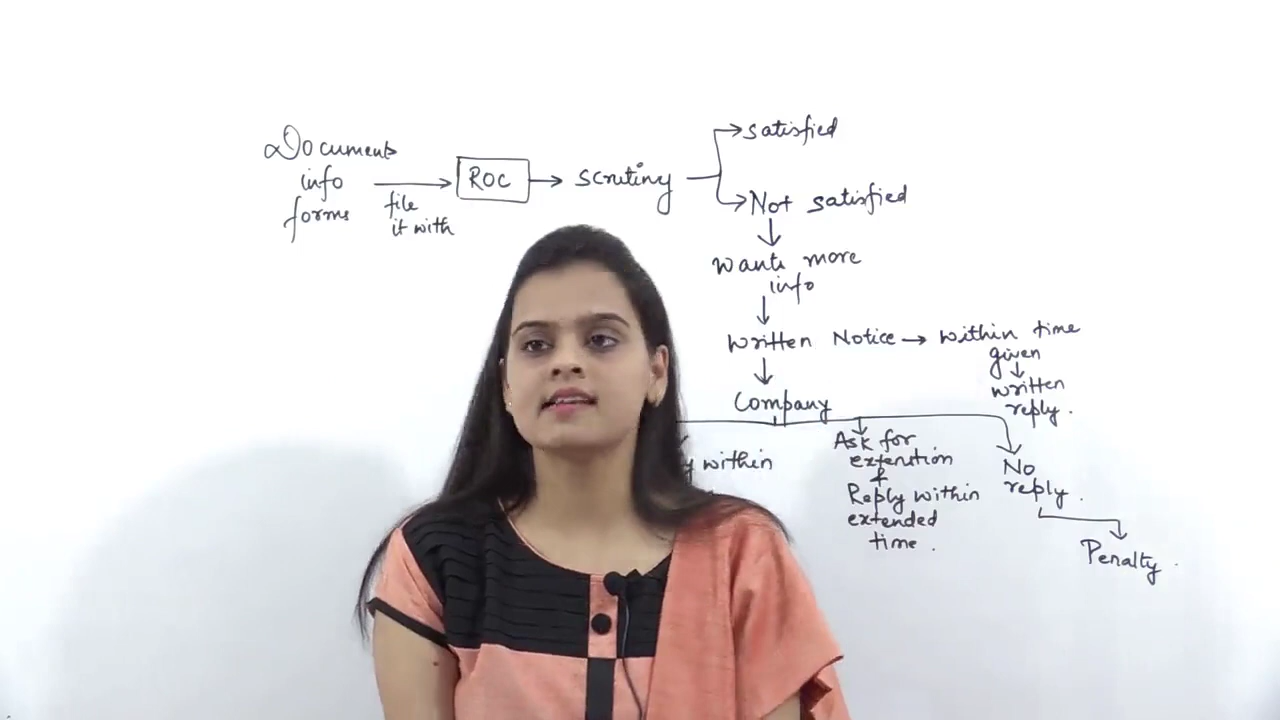 Documents
info
forms
file
it with
ROC
scrutiny
satisfied
Not satisfied
Wants more
info
Written Notice → within time
given
written
reply.
Company
within
Ask for
extenstion
&
Reply within
extended
time.
No
reply.
Penalty